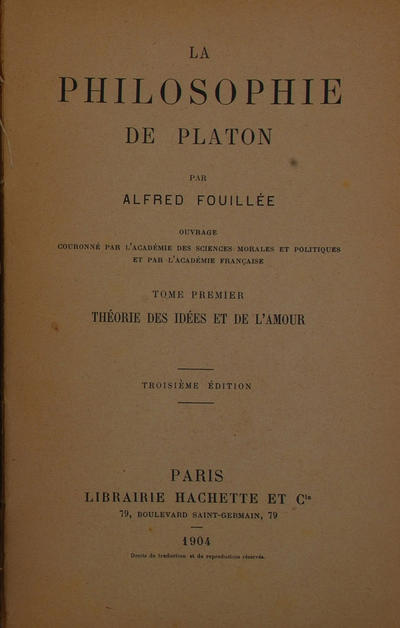 LA
PHILOSOPHIE
DE PLATON
PAR
ALFRED FOUILLÉE
OUVRAGE
COURONNÉ PAR L'ACADÉMIE DES SCIENCES MORALES ET POLITIQUES
ET PAR L'ACADÉMIE FRANÇAISE
TOME PREMIER
THÉORIE DES IDÉES ET DE L'AMOUR
TROISIÈME ÉDITION
PARIS
LIBRAIRIE HACHETTE ET Cie
79, BOULEVARD SAINT-GERMAIN, 79
1904
Droits de traduction et de reproduction réservés.